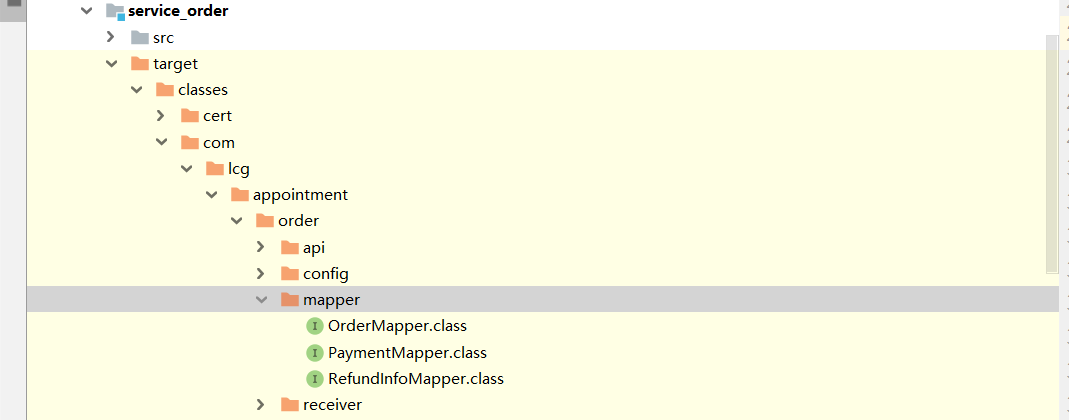 service_order
src
target
classes
cert
com
lcg
appointment
order
api
config
mapper
OrderMapper.class
PaymentMapper.class
RefundInfoMapper.class
receiver